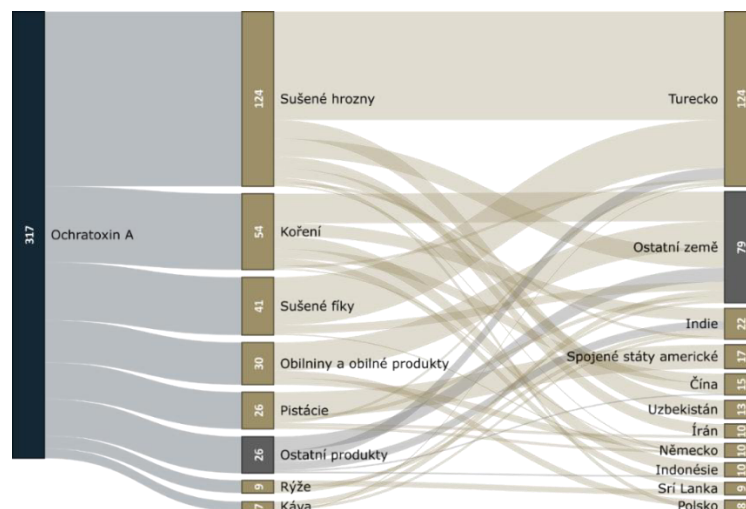 317
Ochratoxin A
124
Sušené hrozny
54
Koření
41
Sušené fíky
30
Obilniny a obilné produkty
26
Pistácie
26
Ostatní produkty
9
Rýže
7
Káva
Turecko
124
Ostatní země
79
Indie
22
Spojené státy americké
17
Čína
15
Uzbekistán
13
Írán
10
Německo
10
Indonésie
10
Srí Lanka
9
Polsko
8